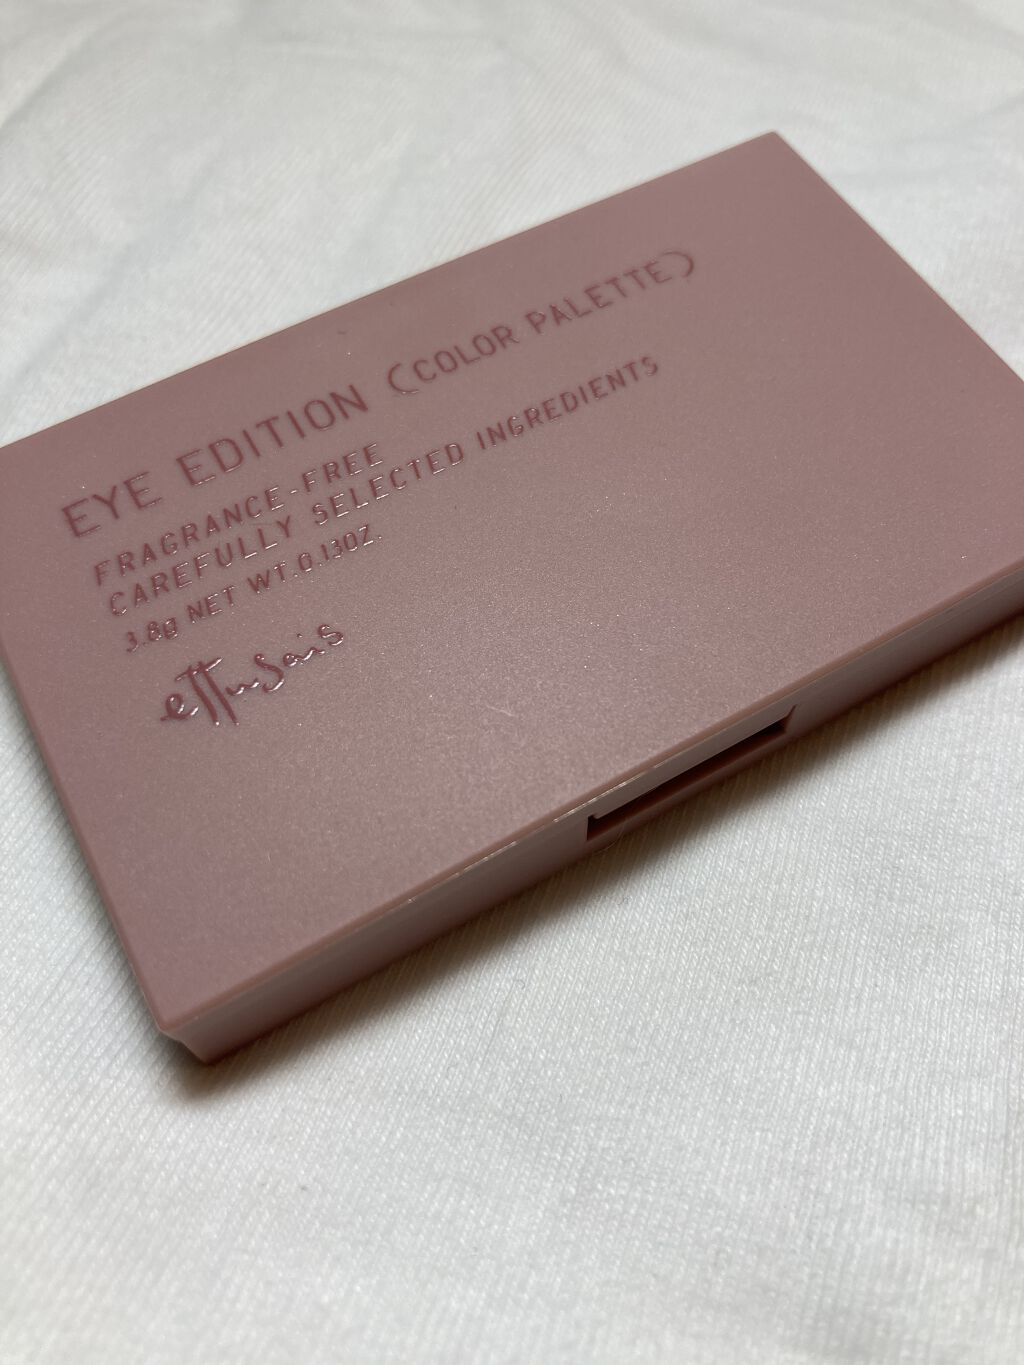 EYE EDITION (COLOR PALETTE)
FRAGRANCE-FREE
CAREFULLY SELECTED INGREDIENTS
3.8g NET WT.0.13OZ.
ettusais